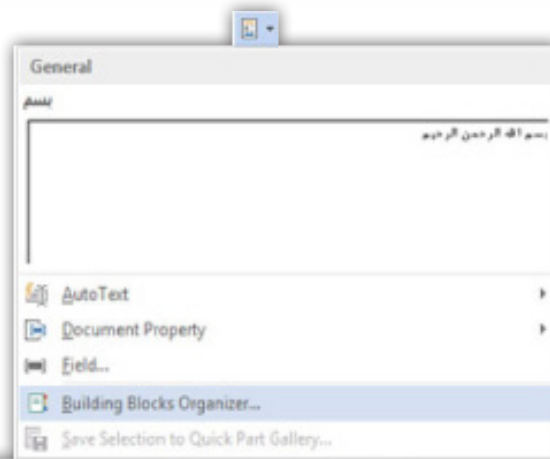 General
بسم
بسم الله الرحمن الرحيم
AutoText
Document Property
Field...
Building Blocks Organizer...
Save Selection to Quick Part Gallery...